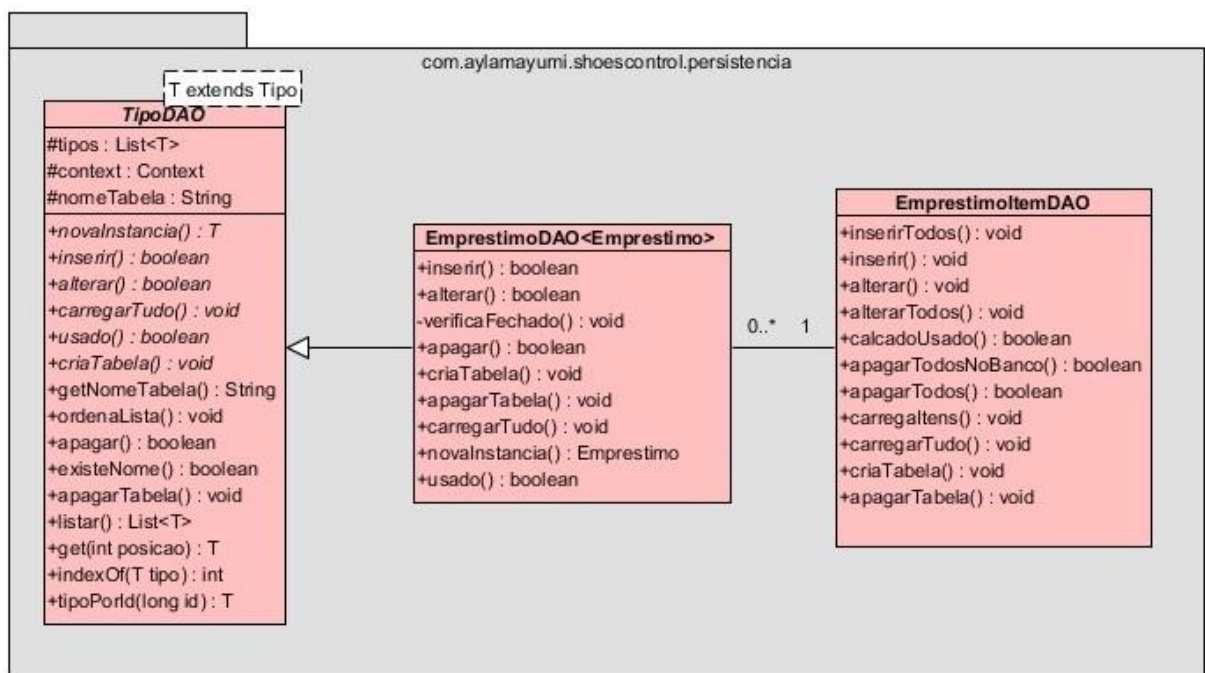 com.aylamayumi.shoescontrol.persistencia
T extends Tipo
TipoDAO
#tipos : List<T>
#context : Context
#nomeTabela : String
+novaInstancia() : T
+inserir() : boolean
+alterar() : boolean
+carregarTudo() : void
+usado() : boolean
+criaTabela() : void
+getNomeTabela() : String
+ordenaLista() : void
+apagar() : boolean
+existeNome() : boolean
+apagarTabela() : void
+listar() : List<T>
+get(int posicao) : T
+indexOf(T tipo) : int
+tipoPorId(long id) : T
EmprestimoDAO<Emprestimo>
+inserir() : boolean
+alterar() : boolean
-verificaFechado() : void
+apagar() : boolean
+criaTabela() : void
+apagarTabela() : void
+carregarTudo() : void
+novaInstancia() : Emprestimo
+usado() : boolean
0..* 1
EmprestimoItemDAO
+inserirTodos() : void
+inserir() : void
+alterar() : void
+alterarTodos() : void
+calcadoUsado() : boolean
+apagarTodosNoBanco() : boolean
+apagarTodos() : boolean
+carregaItens() : void
+carregarTudo() : void
+criaTabela() : void
+apagarTabela() : void